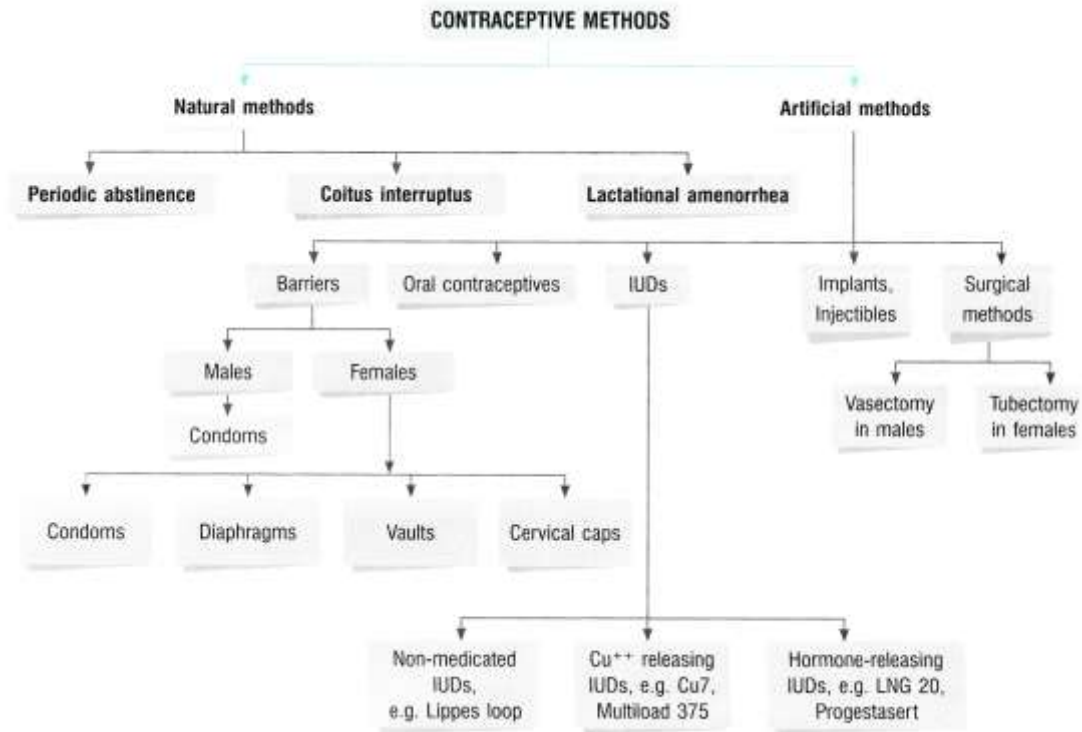 CONTRACEPTIVE METHODS
Natural methods
Artificial methods
Periodic abstinence
Coitus interruptus
Lactational amenorrhea
Barriers
Oral contraceptives
IUDs
Implants,
Injectibles
Surgical
methods
Males
Females
Vasectomy
in males
Tubectomy
in females
Condoms
Condoms
Diaphragms
Vaults
Cervical caps
Non-medicated
IUDs,
e.g. Lippes loop
Cu⁺⁺ releasing
IUDs, e.g. Cu7,
Multiload 375
Hormone-releasing
IUDs, e.g. LNG 20,
Progestasert